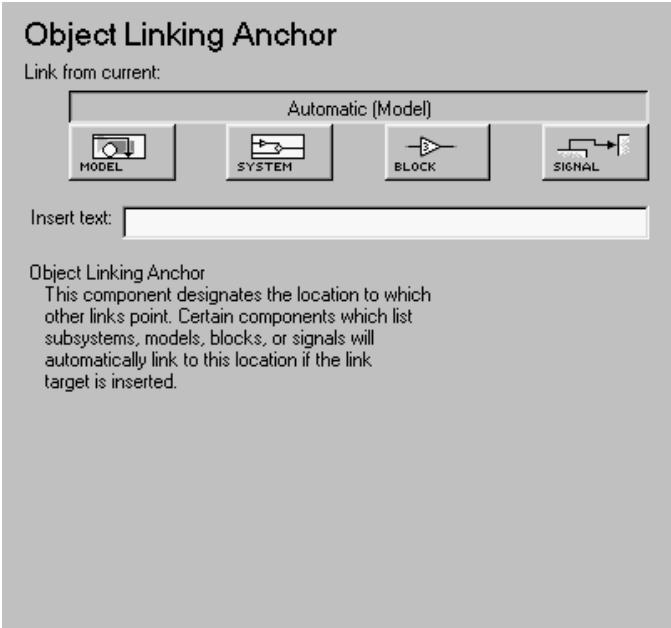 Object Linking Anchor
Link from current:
Automatic (Model)
MODEL SYSTEM BLOCK SIGNAL
Insert text:
Object Linking Anchor
This component designates the location to which
other links point. Certain components which list
subsystems, models, blocks, or signals will
automatically link to this location if the link
target is inserted.